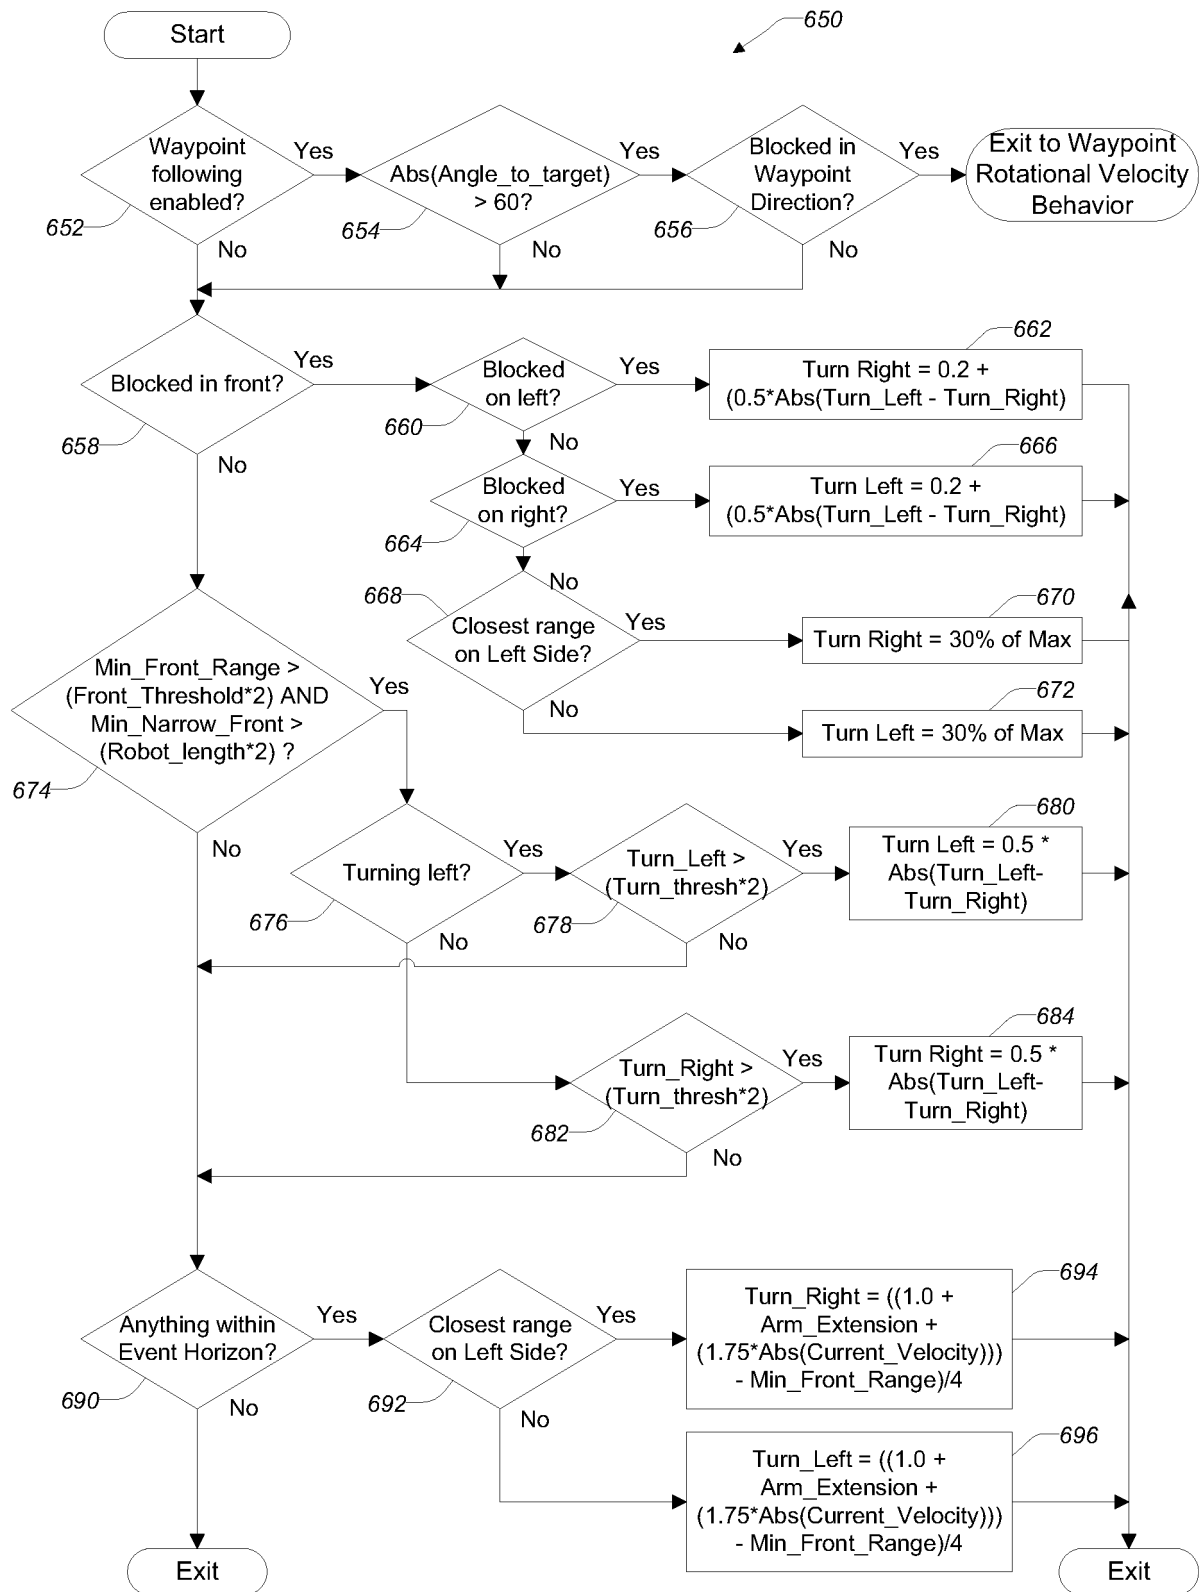 Start
650
Waypoint
following
enabled?
Yes
652
No
Abs(Angle_to_target)
> 60?
Yes
654
No
Blocked in
Waypoint
Direction?
Yes
656
No
Exit to Waypoint
Rotational Velocity
Behavior
Blocked in front?
Yes
658
No
Blocked
on left?
Yes
660
No
662
Turn Right = 0.2 +
(0.5*Abs(Turn_Left - Turn_Right)
Blocked
on right?
Yes
664
No
666
Turn Left = 0.2 +
(0.5*Abs(Turn_Left - Turn_Right)
668
Closest range
on Left Side?
Yes
No
670
Turn Right = 30% of Max
672
Turn Left = 30% of Max
Min_Front_Range >
(Front_Threshold*2) AND
Min_Narrow_Front >
(Robot_length*2) ?
Yes
674
No
Turning left?
Yes
676
No
Turn_Left >
(Turn_thresh*2)
Yes
678
No
680
Turn Left = 0.5 *
Abs(Turn_Left-
Turn_Right)
Turn_Right >
(Turn_thresh*2)
Yes
682
No
684
Turn Right = 0.5 *
Abs(Turn_Left-
Turn_Right)
Anything within
Event Horizon?
Yes
690
No
Closest range
on Left Side?
Yes
692
No
694
Turn_Right = ((1.0 +
Arm_Extension +
(1.75*Abs(Current_Velocity)))
- Min_Front_Range)/4
696
Turn_Left = ((1.0 +
Arm_Extension +
(1.75*Abs(Current_Velocity)))
- Min_Front_Range)/4
Exit
Exit